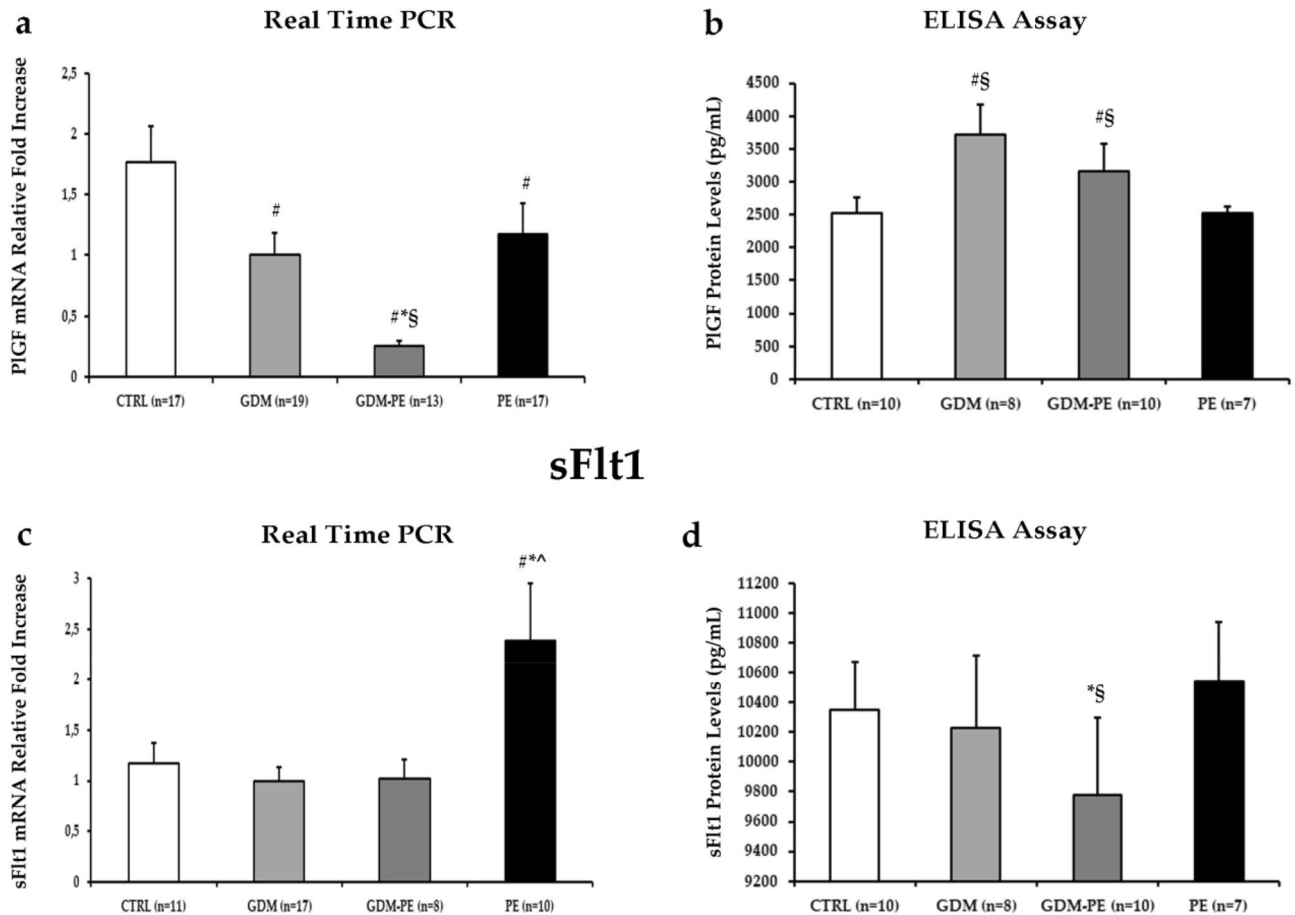 a
Real Time PCR
PlGF mRNA Relative Fold Increase
2,5
2
1,5
1
0,5
0
#
#*§
#
CTRL (n=17) GDM (n=19) GDM-PE (n=13) PE (n=17)
b
ELISA Assay
PlGF Protein Levels (pg/mL)
4500
4000
3500
3000
2500
2000
1500
1000
500
0
#§
#§
CTRL (n=10) GDM (n=8) GDM-PE (n=10) PE (n=7)
sFlt1
c
Real Time PCR
sFlt1 mRNA Relative Fold Increase
3
2,5
2
1,5
1
0,5
0
#*^
CTRL (n=11) GDM (n=17) GDM-PE (n=8) PE (n=10)
d
ELISA Assay
sFlt1 Protein Levels (pg/mL)
11200
11000
10800
10600
10400
10200
10000
9800
9600
9400
9200
*§
CTRL (n=10) GDM (n=8) GDM-PE (n=10) PE (n=7)